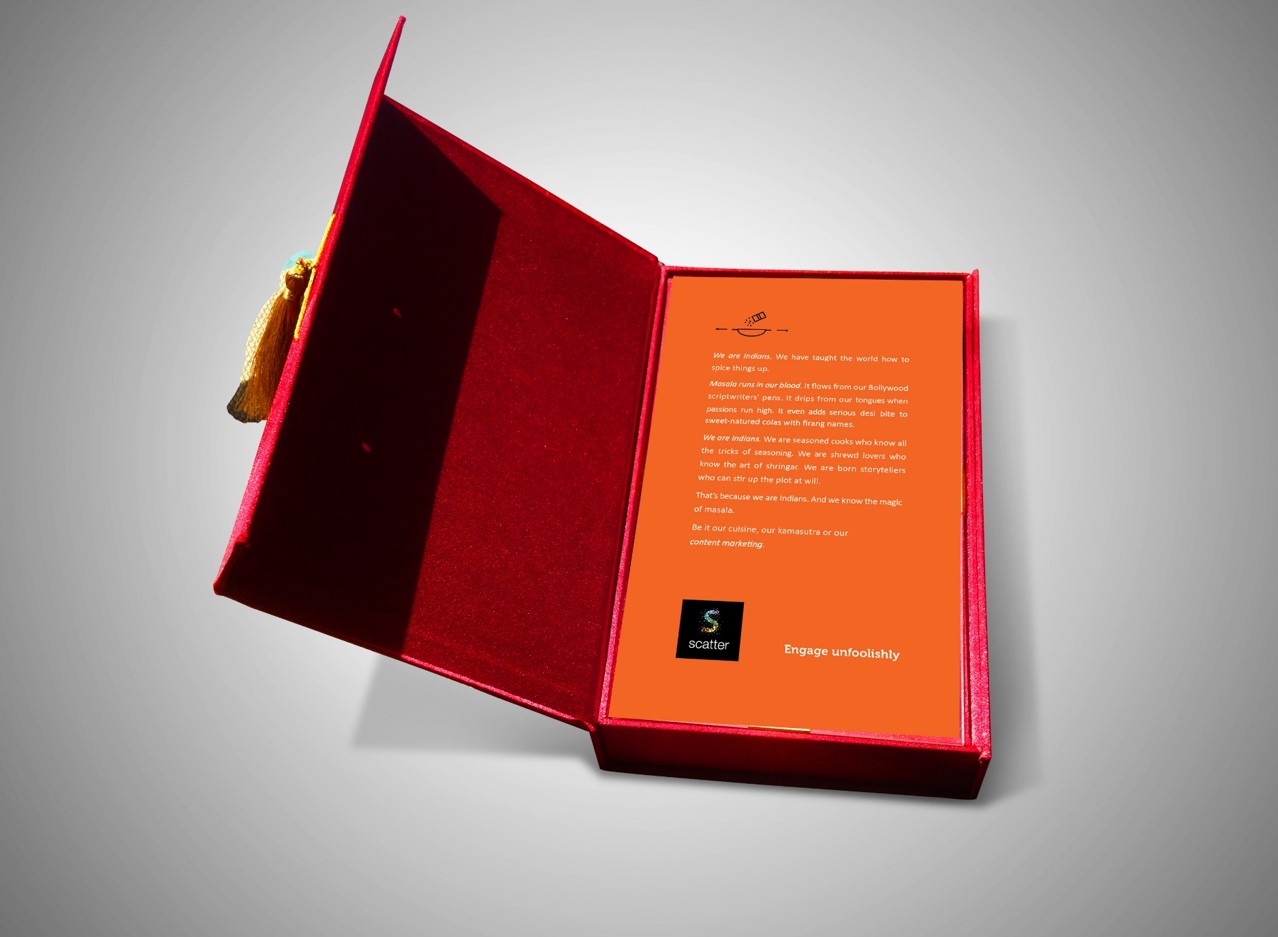 We are Indians. We have taught the world how to
spice things up.
Masala runs in our blood. It flows from our Bollywood
scriptwriters' pens. It drips from our tongues when
passions run high. It even adds serious desi bite to
sweet-natured colas with firang names.
We are Indians. We are seasoned cooks who know all
the tricks of seasoning. We are shrewd lovers who
know the art of shringar. We are born storytellers
who can stir up the plot at will.
That's because we are Indians. And we know the magic
of masala.
Be it our cuisine, our kamasutra or our
content marketing.
S
scatter
Engage unfoolishly